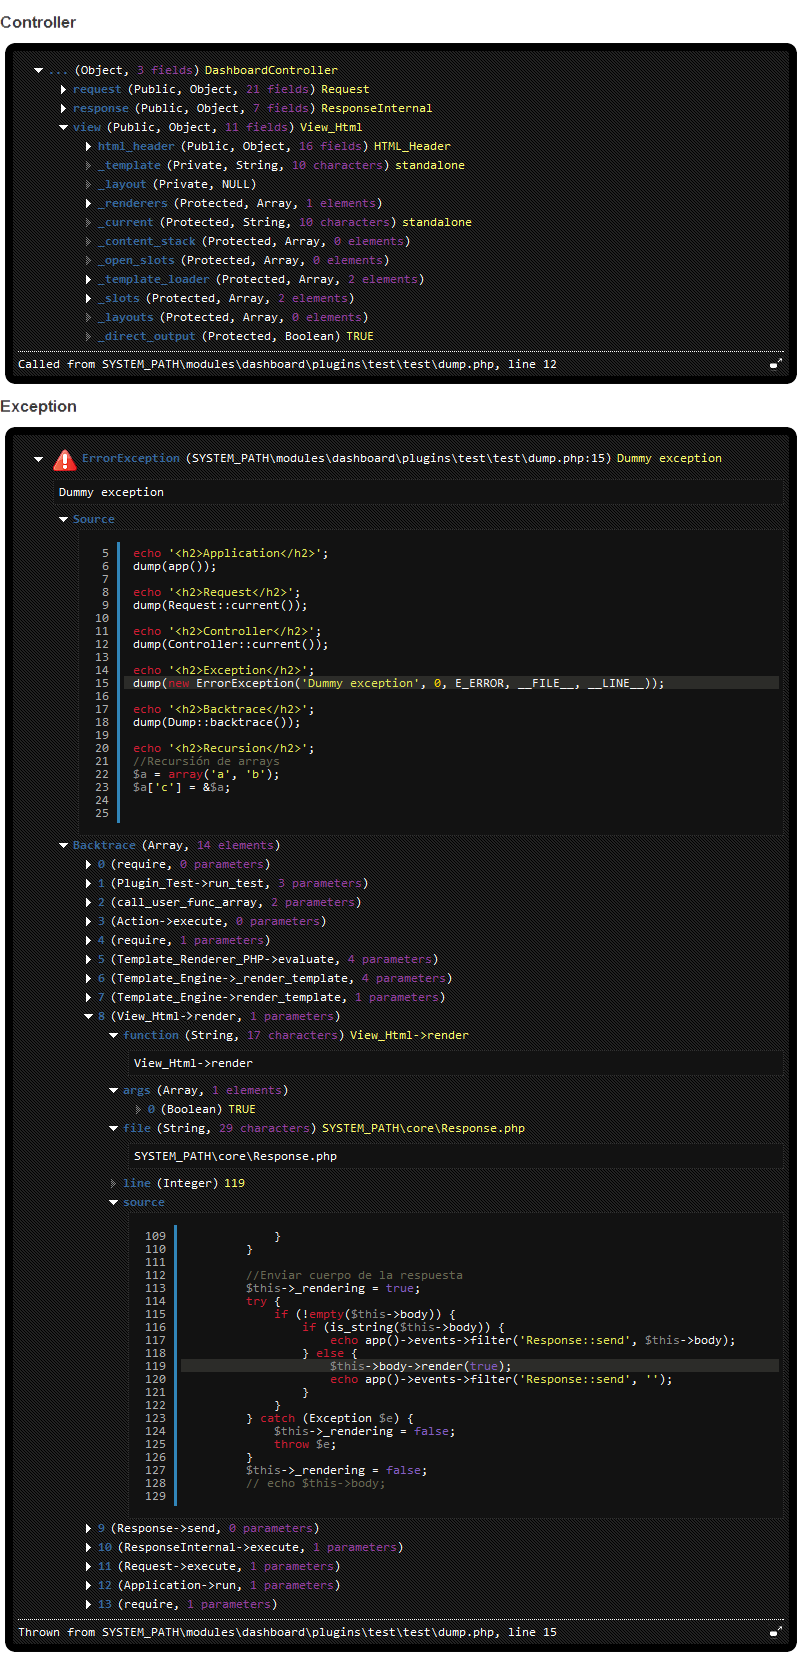 Controller
... (Object, 3 fields) DashboardController
request (Public, Object, 21 fields) Request
response (Public, Object, 7 fields) ResponseInternal
view (Public, Object, 11 fields) View_Html
html_header (Public, Object, 16 fields) HTML_Header
_template (Private, String, 10 characters) standalone
_layout (Private, NULL)
_renderers (Protected, Array, 1 elements)
_current (Protected, String, 10 characters) standalone
_content_stack (Protected, Array, 0 elements)
_open_slots (Protected, Array, 0 elements)
_template_loader (Protected, Array, 2 elements)
_slots (Protected, Array, 2 elements)
_layouts (Protected, Array, 0 elements)
_direct_output (Protected, Boolean) TRUE
Called from SYSTEM_PATH\modules\dashboard\plugins\test\test\dump.php, line 12
Exception
ErrorException (SYSTEM_PATH\modules\dashboard\plugins\test\test\dump.php:15) Dummy exception
Dummy exception
Source
5 echo '<h2>Application</h2>';
6 dump(app());
7
8 echo '<h2>Request</h2>';
9 dump(Request::current());
10
11 echo '<h2>Controller</h2>';
12 dump(Controller::current());
13
14 echo '<h2>Exception</h2>';
15 dump(new ErrorException('Dummy exception', 0, E_ERROR, __FILE__, __LINE__));
16
17 echo '<h2>Backtrace</h2>';
18 dump(Dump::backtrace());
19
20 echo '<h2>Recursion</h2>';
21 //Recursión de arrays
22 $a = array('a', 'b');
23 $a['c'] = &$a;
24
25
Backtrace (Array, 14 elements)
0 (require, 0 parameters)
1 (Plugin_Test->run_test, 3 parameters)
2 (call_user_func_array, 2 parameters)
3 (Action->execute, 0 parameters)
4 (require, 1 parameters)
5 (Template_Renderer_PHP->evaluate, 4 parameters)
6 (Template_Engine->_render_template, 4 parameters)
7 (Template_Engine->render_template, 1 parameters)
8 (View_Html->render, 1 parameters)
function (String, 17 characters) View_Html->render
View_Html->render
args (Array, 1 elements)
0 (Boolean) TRUE
file (String, 29 characters) SYSTEM_PATH\core\Response.php
SYSTEM_PATH\core\Response.php
line (Integer) 119
source
109 }
110 }
111
112 //Enviar cuerpo de la respuesta
113 $this->_rendering = true;
114 try {
115 if (!empty($this->body)) {
116 if (is_string($this->body)) {
117 echo app()->events->filter('Response::send', $this->body);
118 } else {
119 $this->body->render(true);
120 echo app()->events->filter('Response::send', '');
121 }
122 }
123 } catch (Exception $e) {
124 $this->_rendering = false;
125 throw $e;
126 }
127 $this->_rendering = false;
128 // echo $this->body;
129
9 (Response->send, 0 parameters)
10 (ResponseInternal->execute, 1 parameters)
11 (Request->execute, 1 parameters)
12 (Application->run, 1 parameters)
13 (require, 1 parameters)
Thrown from SYSTEM_PATH\modules\dashboard\plugins\test\test\dump.php, line 15